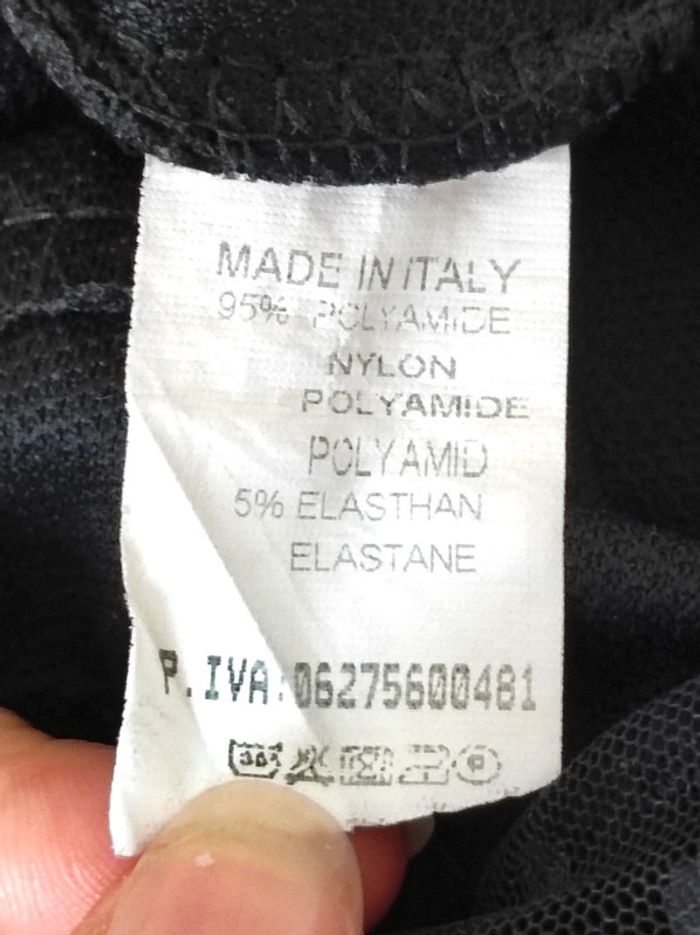 MADE IN ITALY
95% POLYAMIDE
NYLON
POLYAMIDE
POLYAMID
5% ELASTHAN
ELASTANE
P.IVA:06275600481